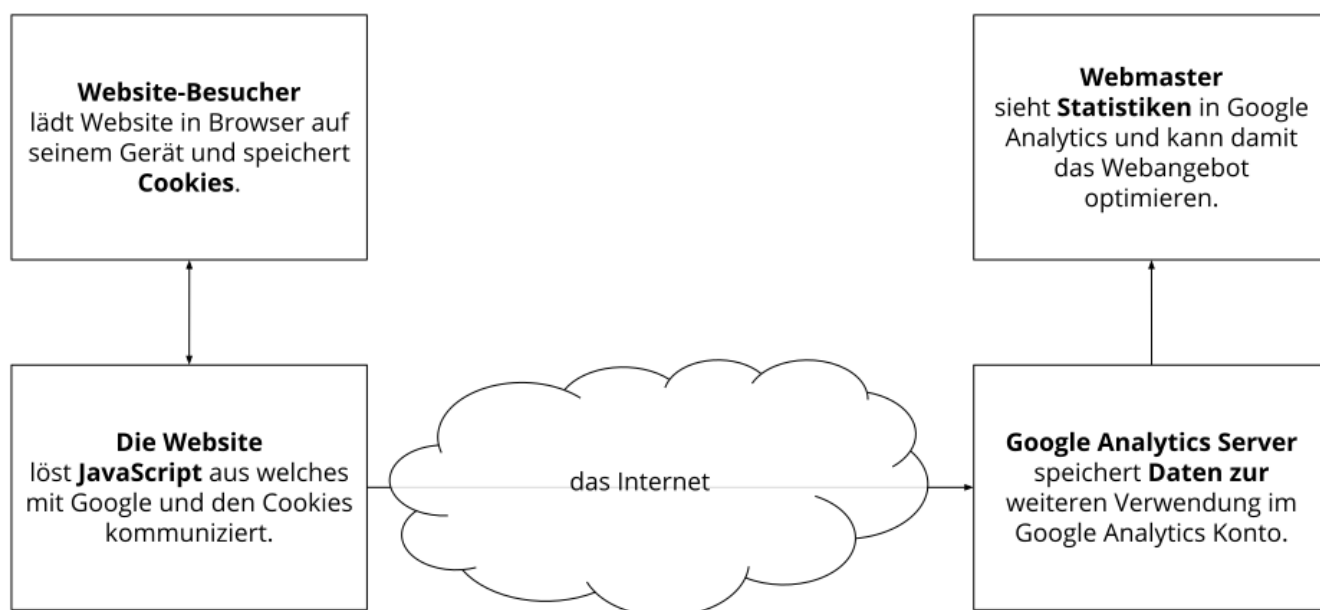 Website-Besucher
lädt Website in Browser auf
seinem Gerät und speichert
Cookies.
Webmaster
sieht Statistiken in Google
Analytics und kann damit
das Webangebot
optimieren.
Die Website
löst JavaScript aus welches
mit Google und den Cookies
kommuniziert.
das Internet
Google Analytics Server
speichert Daten zur
weiteren Verwendung im
Google Analytics Konto.